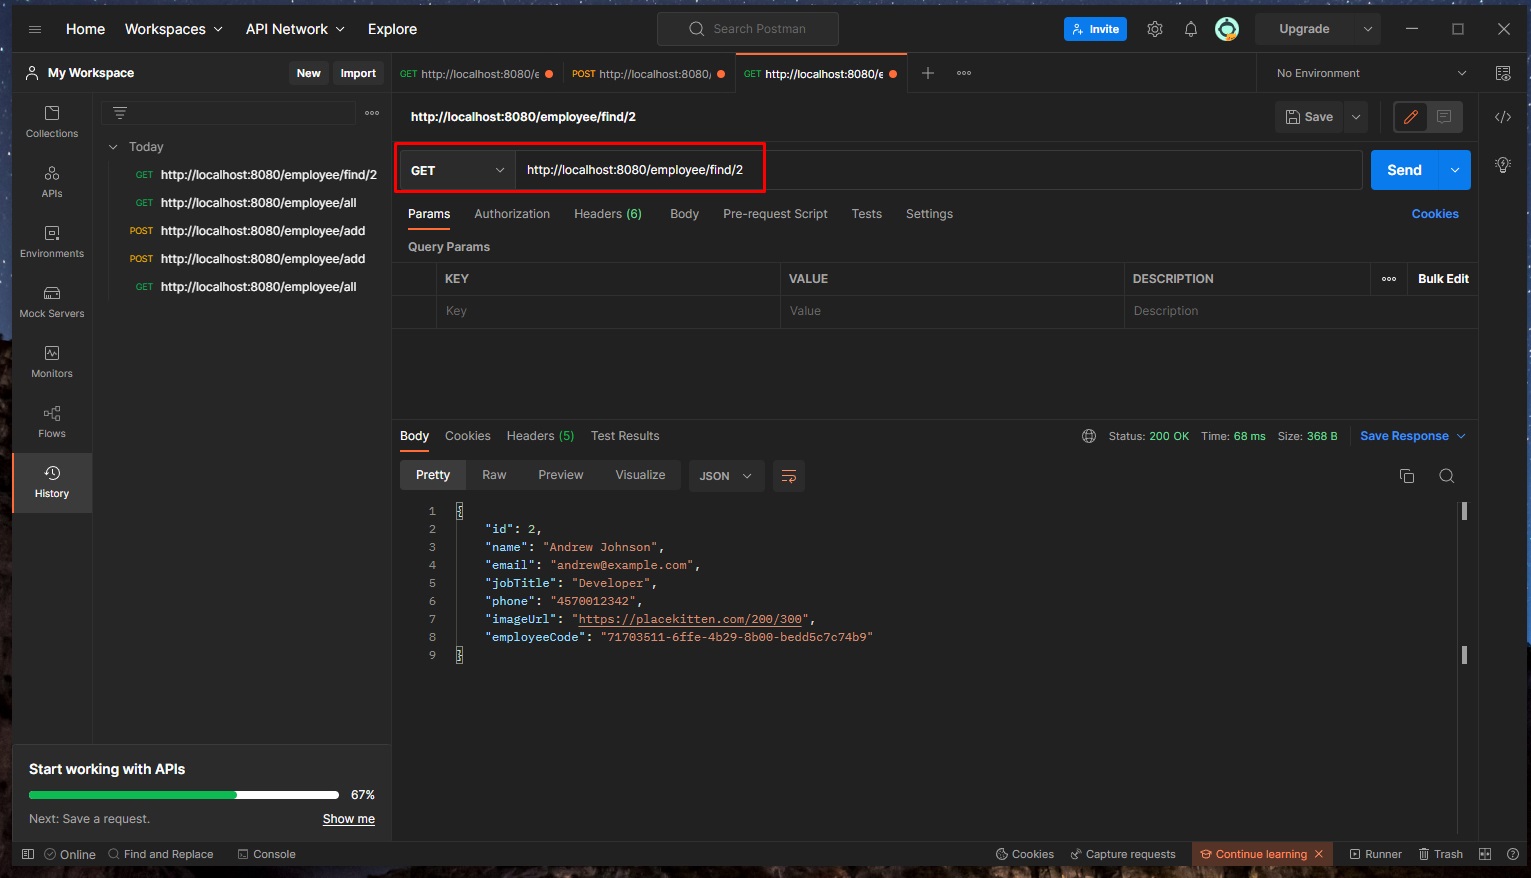 Home Workspaces API Network Explore Search Postman Invite Upgrade
My Workspace New Import GET http://localhost:8080/e POST http://localhost:8080/ GET http://localhost:8080/e No Environment
Collections
APIs
Environments
Mock Servers
Monitors
Flows
History
Today
GET http://localhost:8080/employee/find/2
GET http://localhost:8080/employee/all
POST http://localhost:8080/employee/add
POST http://localhost:8080/employee/add
GET http://localhost:8080/employee/all
http://localhost:8080/employee/find/2 Save
GET http://localhost:8080/employee/find/2 Send
Params Authorization Headers (6) Body Pre-request Script Tests Settings Cookies
Query Params
KEY VALUE DESCRIPTION Bulk Edit
Key Value Description
Body Cookies Headers (5) Test Results Status: 200 OK Time: 68 ms Size: 368 B Save Response
Pretty Raw Preview Visualize JSON
1 {
2 "id": 2,
3 "name": "Andrew Johnson",
4 "email": "andrew@example.com",
5 "jobTitle": "Developer",
6 "phone": "4570012342",
7 "imageUrl": "https://placekitten.com/200/300",
8 "employeeCode": "71703511-6ffe-4b29-8b00-bedd5c7c74b9"
9 }
Start working with APIs
67%
Next: Save a request. Show me
Online Find and Replace Console Cookies Capture requests Continue learning Runner Trash